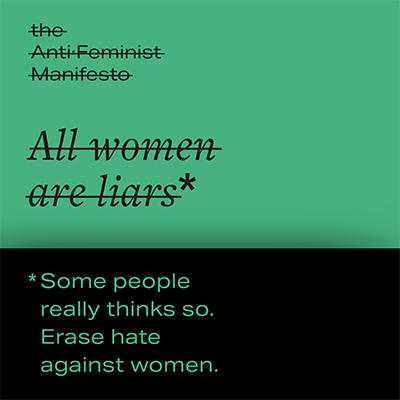 the
Anti-Feminist
Manifesto
All women
are liars*
*Some people
really thinks so.
Erase hate
against women.